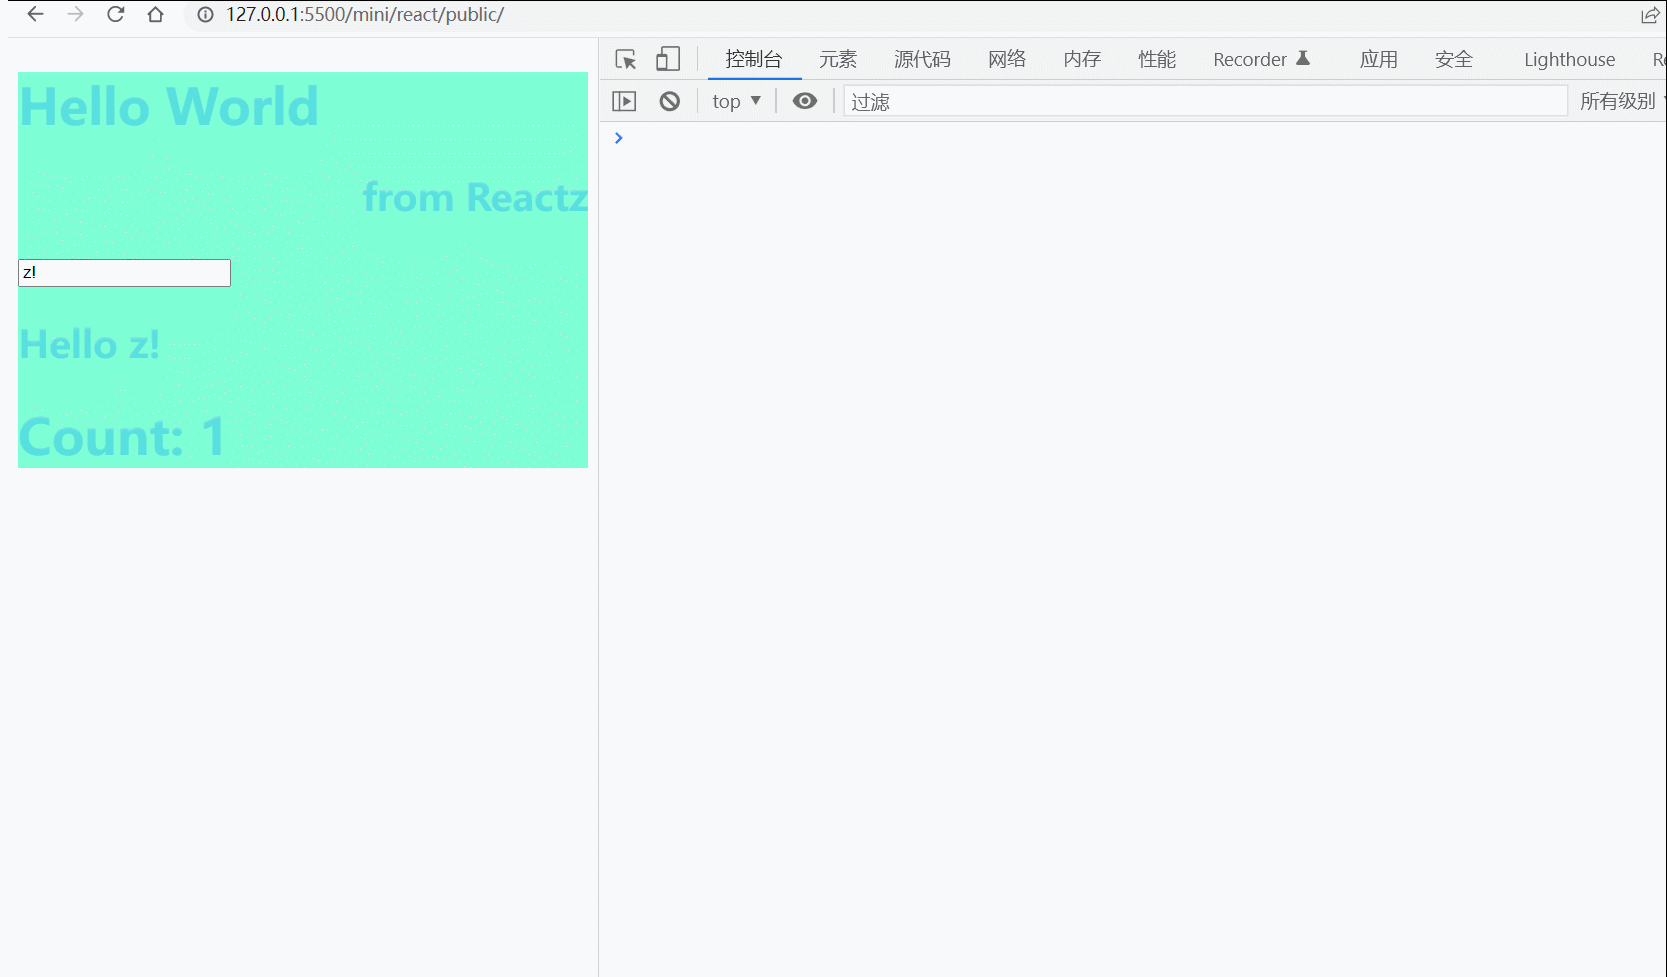 127.0.0.1:5500/mini/react/public/
控制台 元素 源代码 网络 内存 性能 Recorder 应用 安全 Lighthouse
top 过滤 所有级别
Hello World
from Reactz
z!
Hello z!
Count: 1